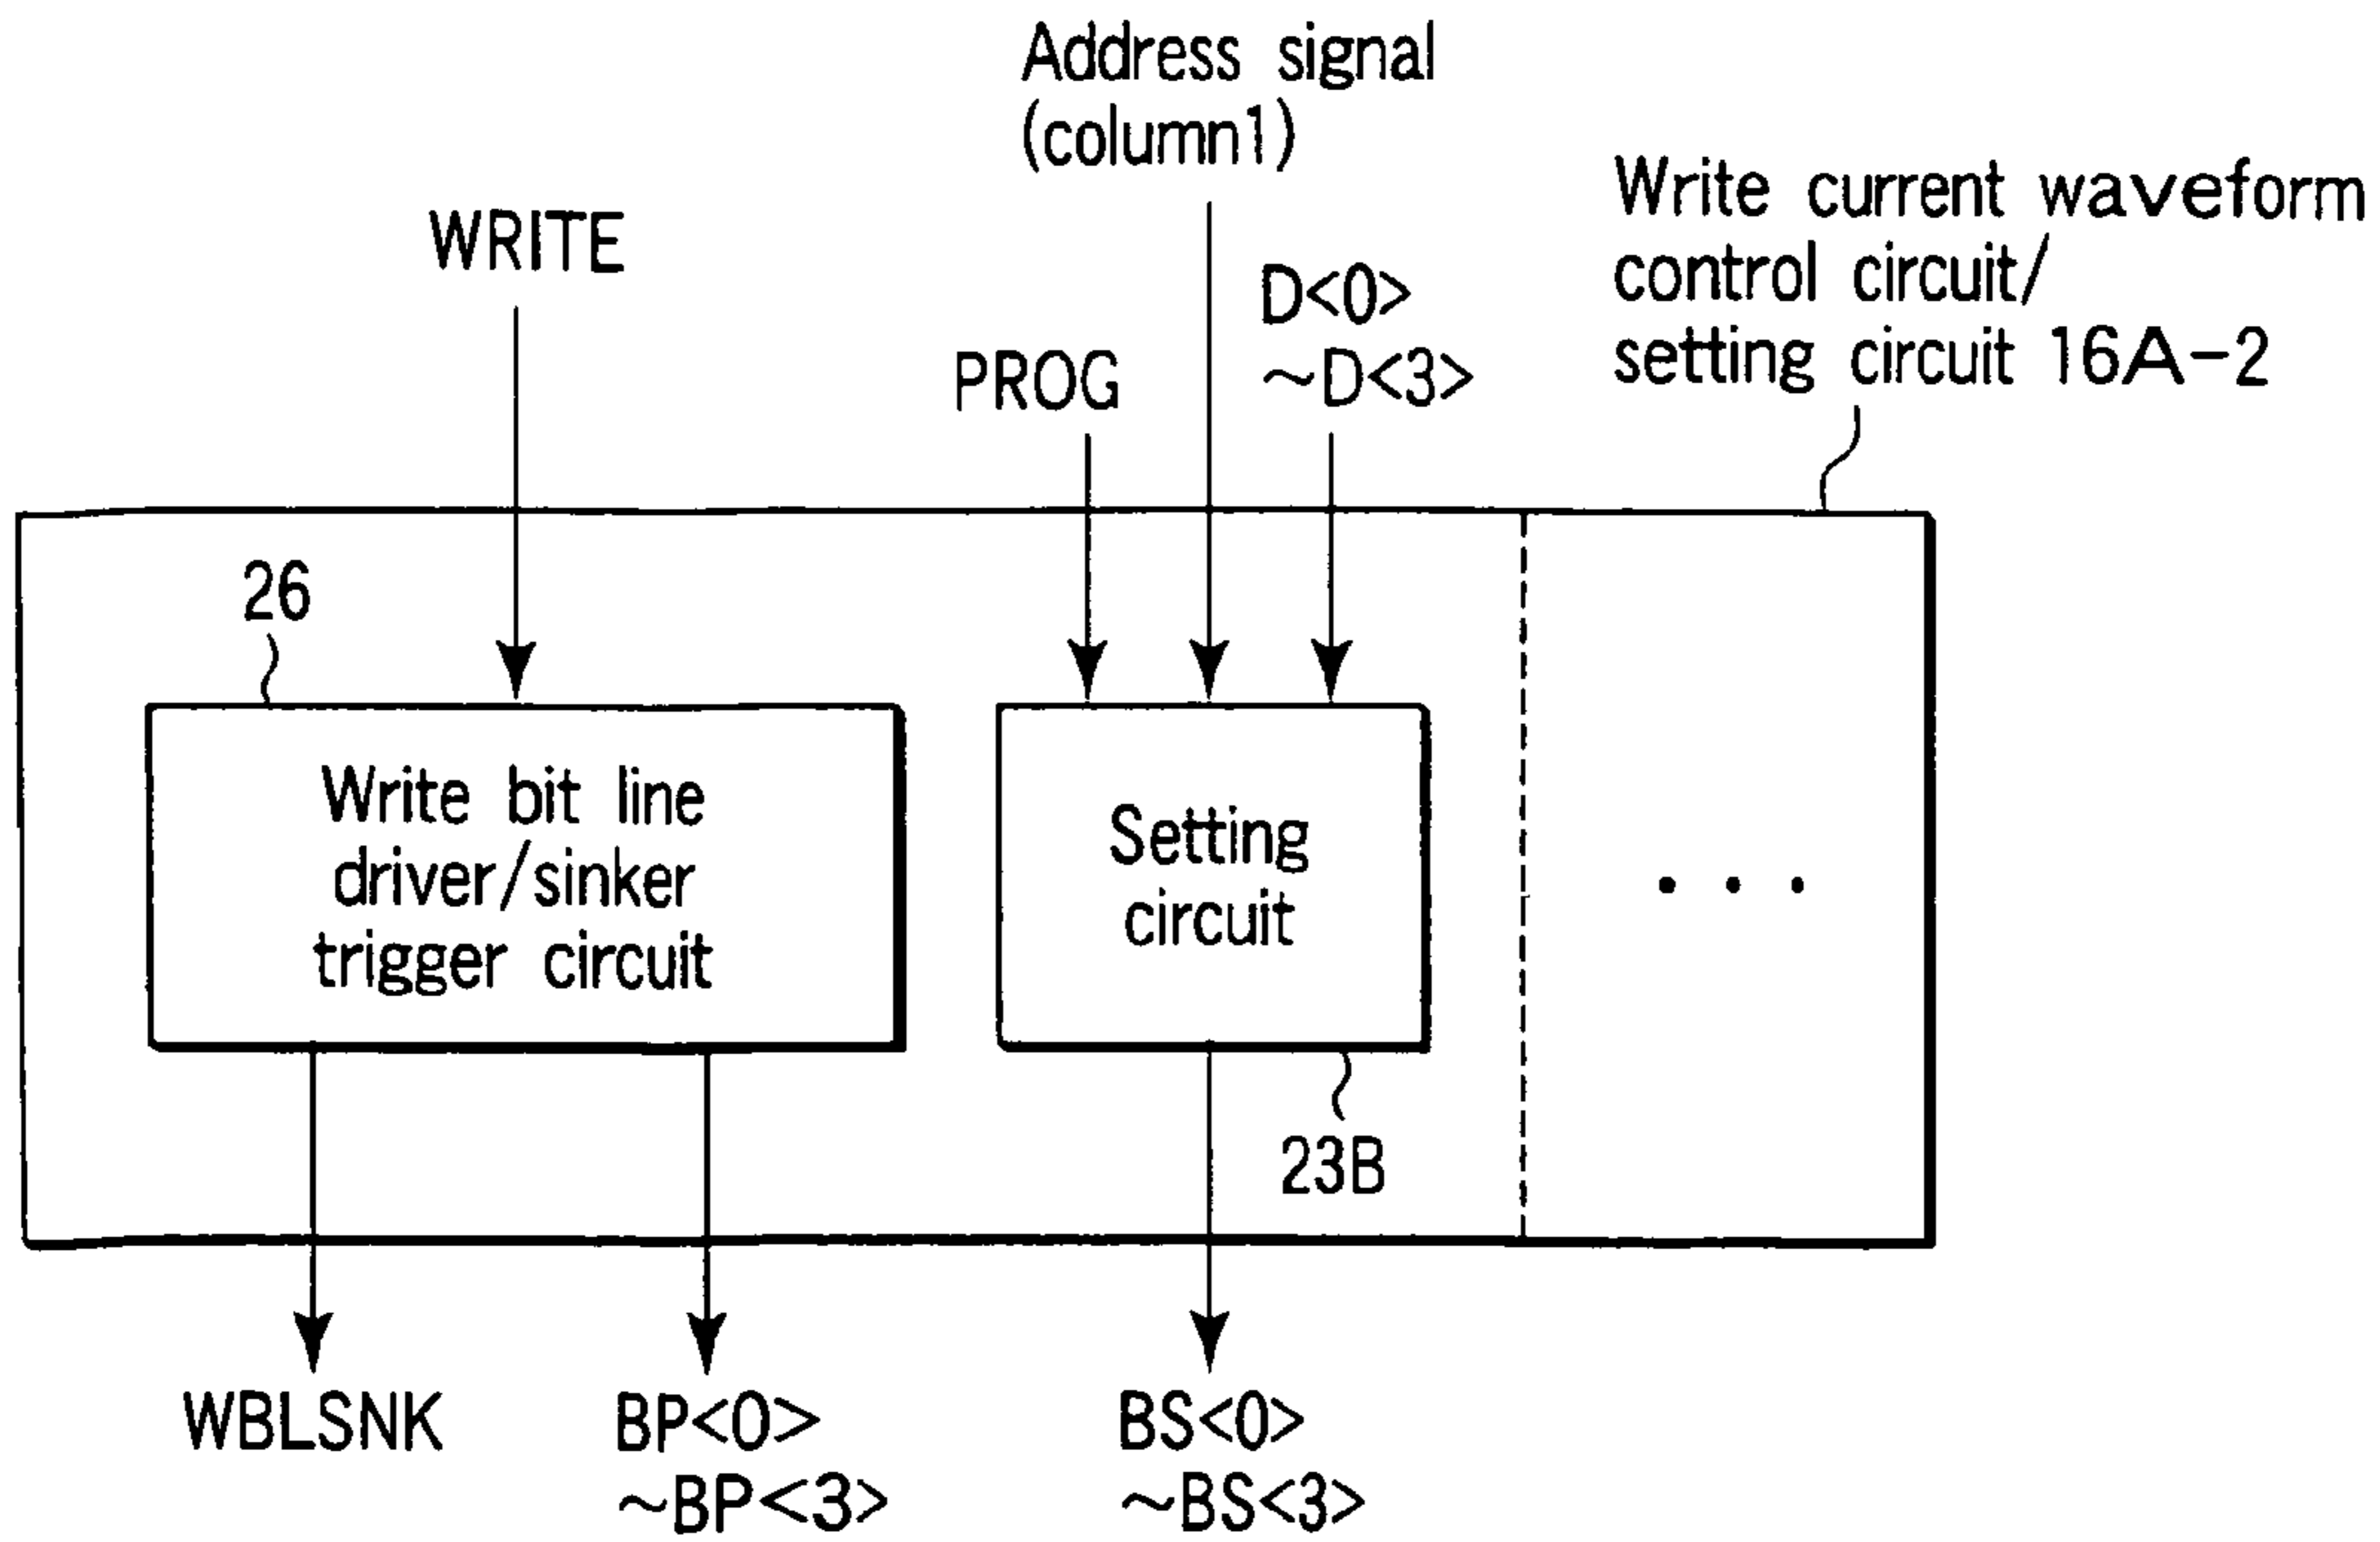 Address signal
(column1)
WRITE
PROG
D<0>
~D<3>
Write current waveform
control circuit/
setting circuit 16A-2
26
Write bit line
driver/sinker
trigger circuit
Setting
circuit
• • •
23B
WBLSNK
BP<0>
~BP<3>
BS<0>
~BS<3>